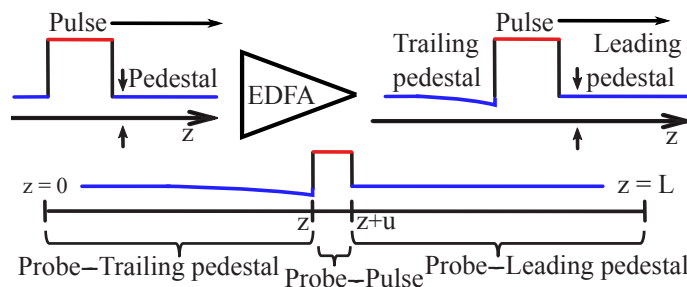 Pulse
Pedestal
z
EDFA
Pulse
Trailing
pedestal
Leading
pedestal
z
z = 0
z = L
z
z+u
Probe–Trailing pedestal
Probe–Pulse
Probe–Leading pedestal